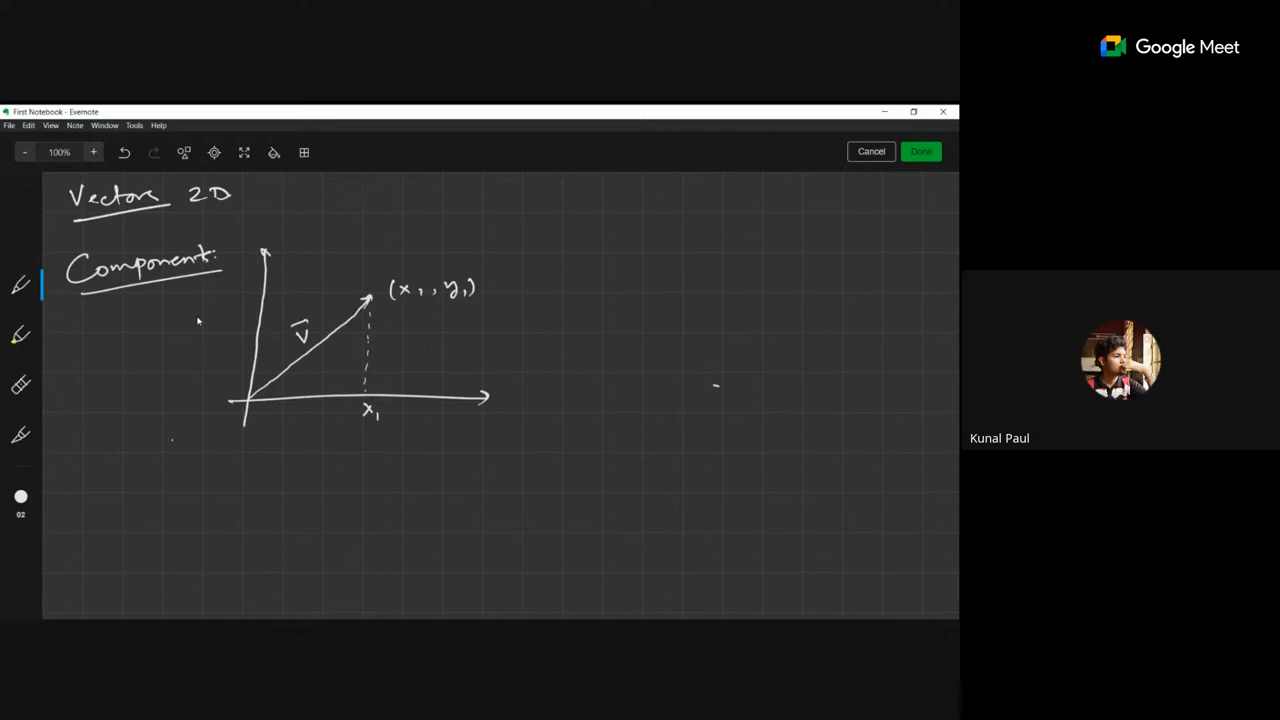 Google Meet
First Notebook - Evernote
File Edit View Note Window Tools Help
- 100% + Cancel Done
Vectors 2D
Component:
(x₁, y₁)
V⃗
x₁
Kunal Paul
02